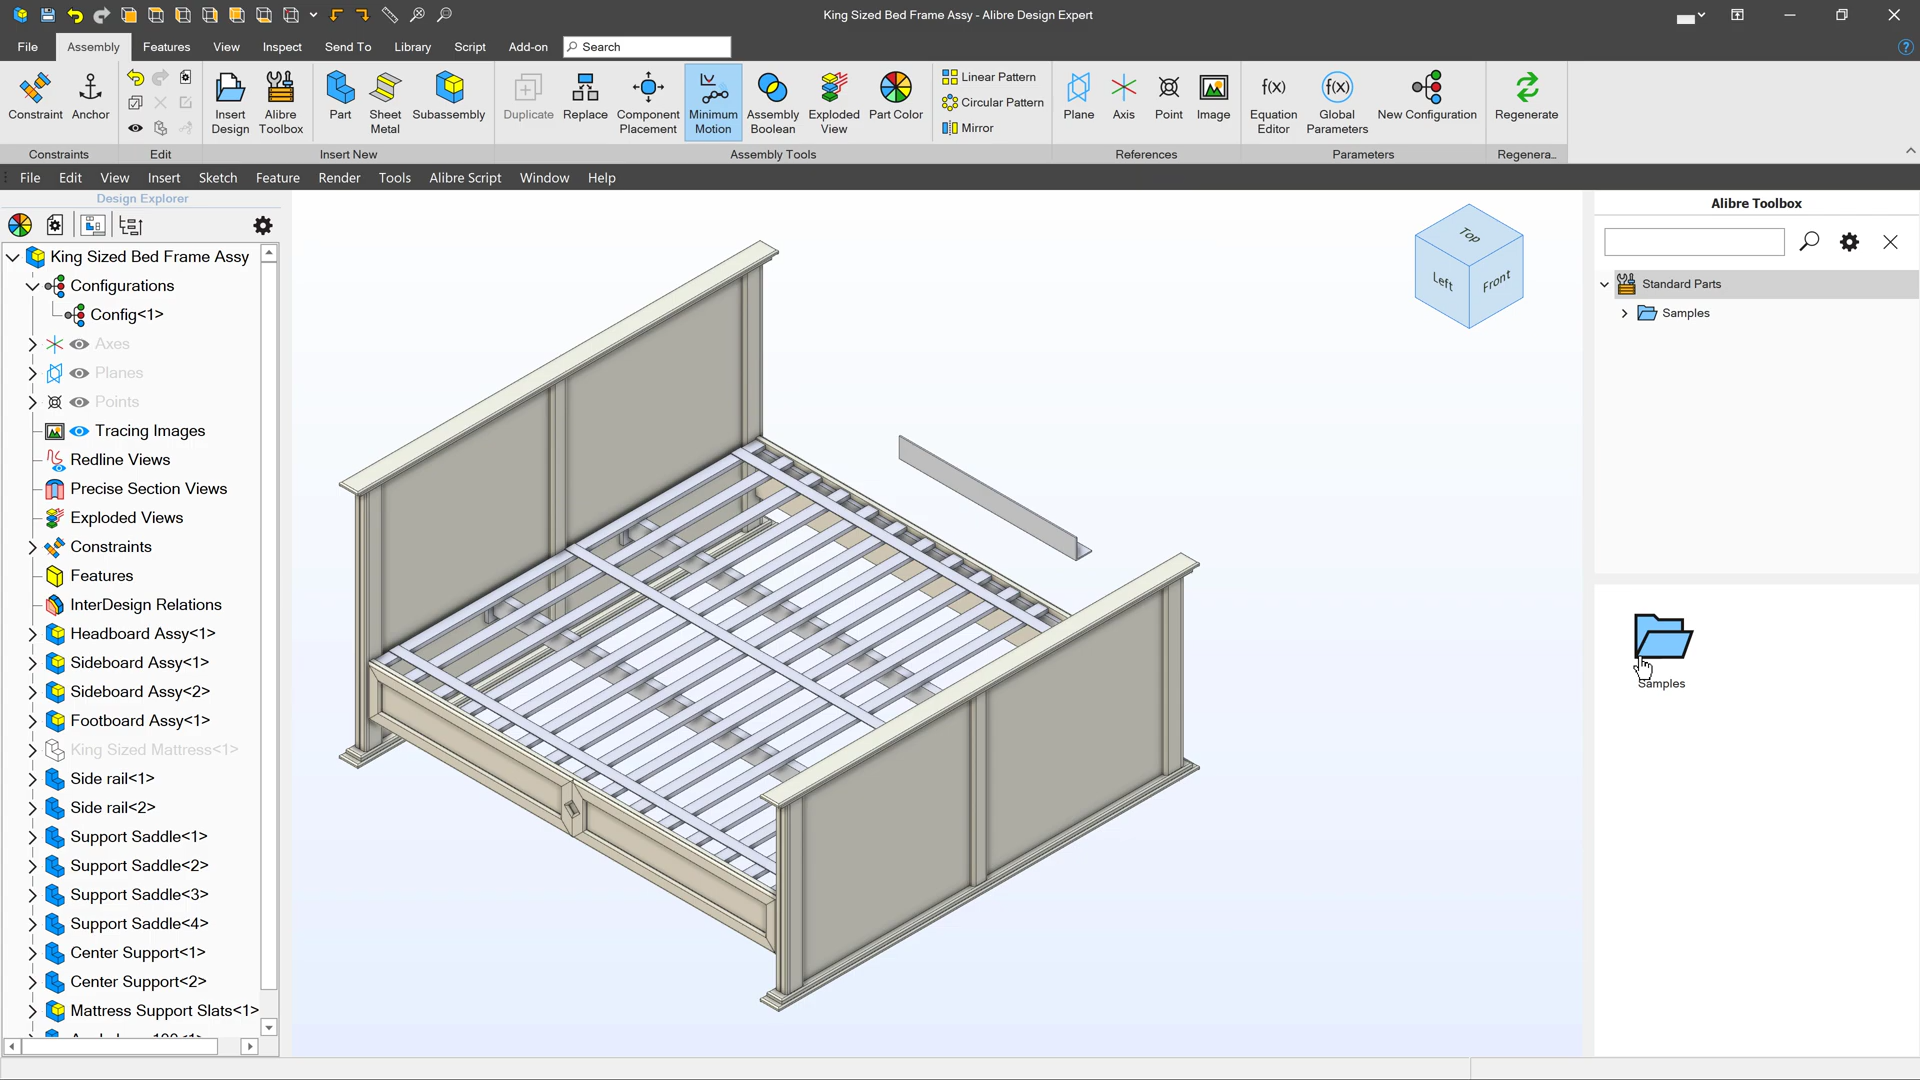 King Sized Bed Frame Assy - Alibre Design Expert
File Assembly Features View Inspect Send To Library Script Add-on Search
Constraint Anchor
Insert Design
Alibre Toolbox
Part
Sheet Metal
Subassembly
Duplicate
Replace
Component Placement
Minimum Motion
Assembly Boolean
Exploded View
Part Color
Linear Pattern
Circular Pattern
Mirror
Plane
Axis
Point
Image
Equation Editor
Global Parameters
New Configuration
Regenerate
Constraints Edit Insert New Assembly Tools References Parameters Regenera...
File Edit View Insert Sketch Feature Render Tools Alibre Script Window Help
Design Explorer
King Sized Bed Frame Assy
Configurations
Config<1>
Axes
Planes
Points
Tracing Images
Redline Views
Precise Section Views
Exploded Views
Constraints
Features
InterDesign Relations
Headboard Assy<1>
Sideboard Assy<1>
Sideboard Assy<2>
Footboard Assy<1>
King Sized Mattress<1>
Side rail<1>
Side rail<2>
Support Saddle<1>
Support Saddle<2>
Support Saddle<3>
Support Saddle<4>
Center Support<1>
Center Support<2>
Mattress Support Slats<1>
Top
Left Front
Alibre Toolbox
Standard Parts
Samples
Samples